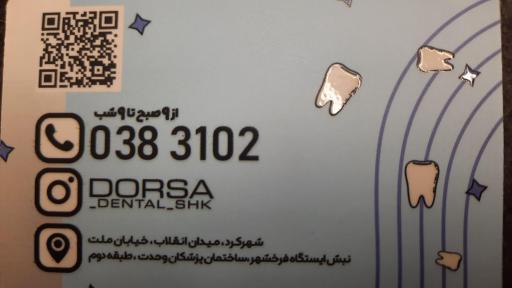 از ۹ صبح تا ۹ شب
038 3102
DORSA
_DENTAL_SHK
شهرکرد، میدان انقلاب، خیابان ملت
نبش ایستگاه فرخشهر، ساختمان پزشکان وحدت، طبقه دوم